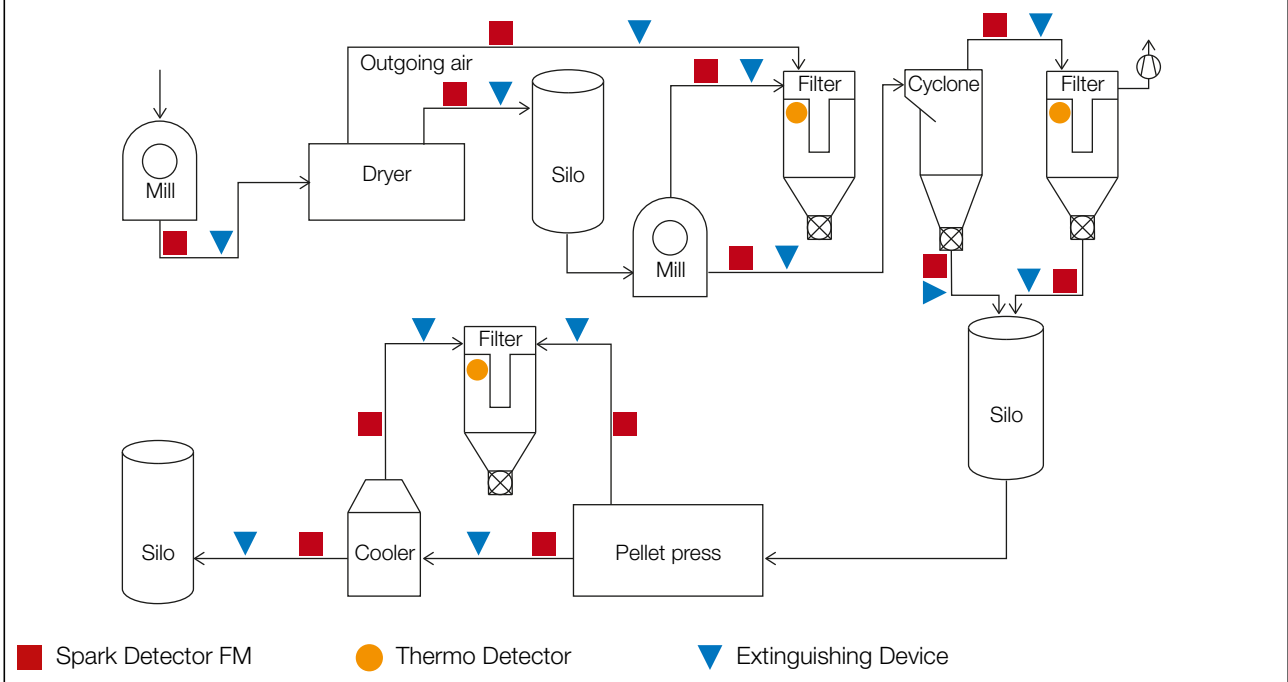 Outgoing air
Filter
Cyclone
Filter
Mill
Dryer
Silo
Mill
Filter
Silo
Silo
Cooler
Pellet press
Spark Detector FM
Thermo Detector
Extinguishing Device